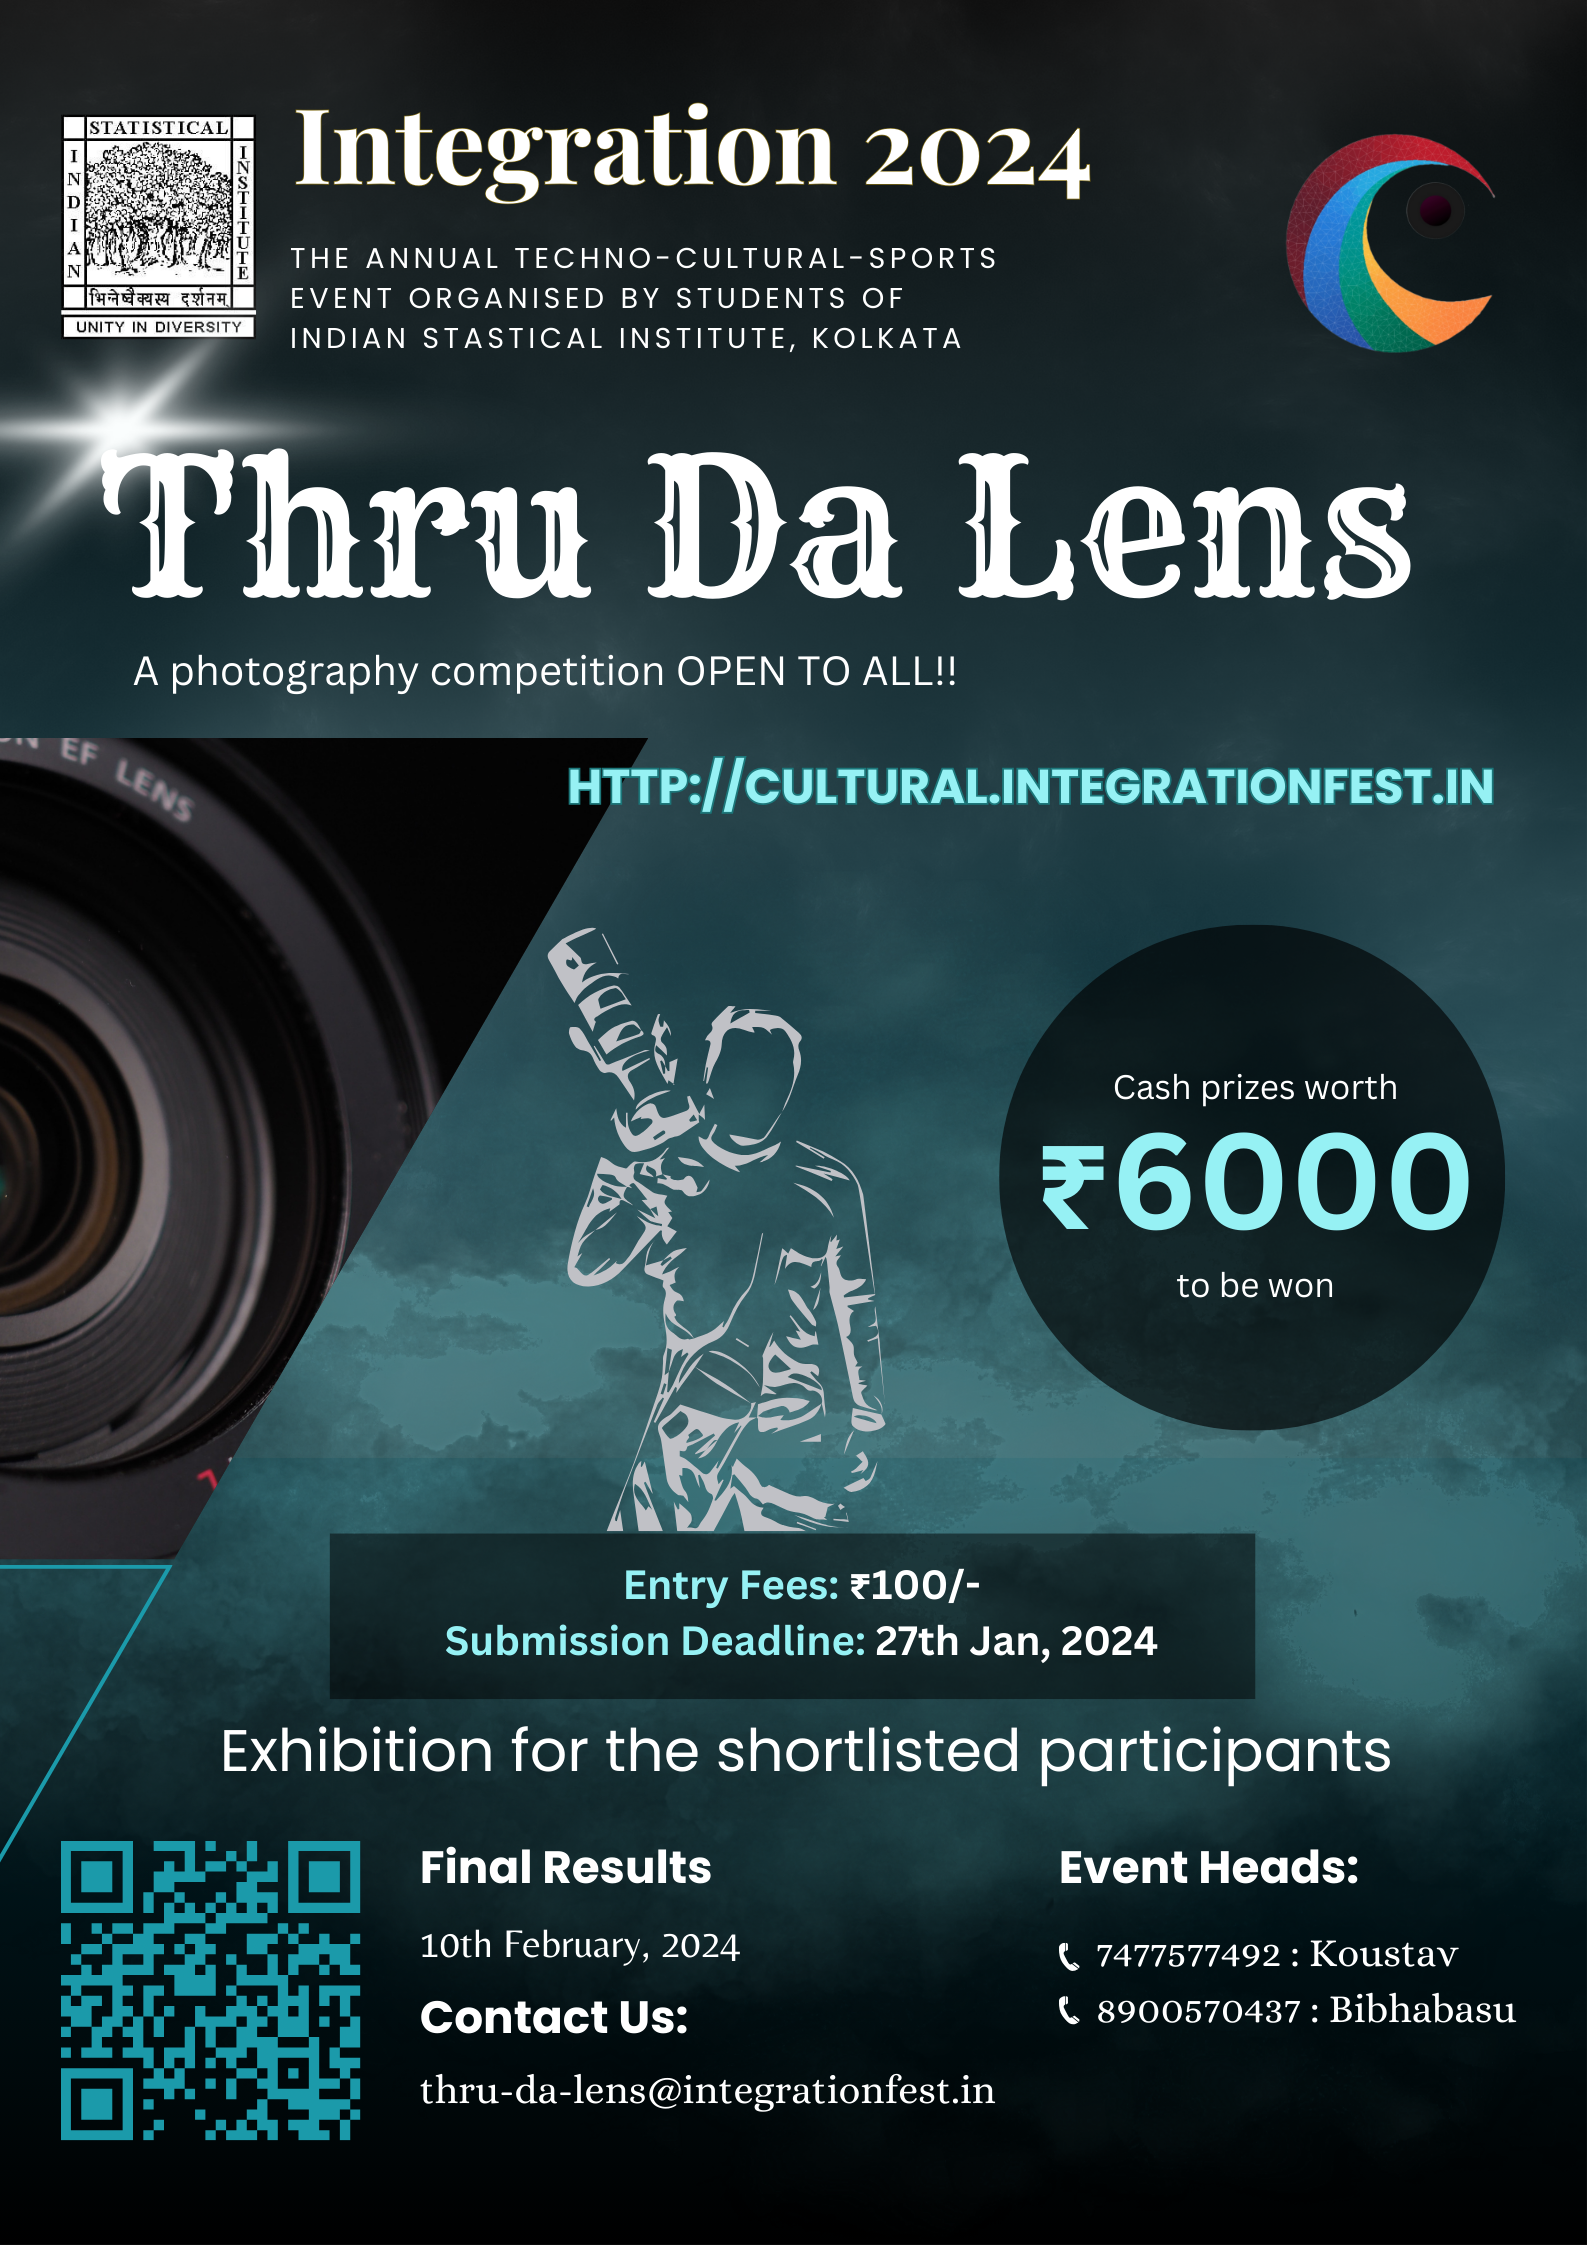 STATISTICAL
INDIAN
INSTITUTE
भिन्नेष्वैक्यस्य दर्शनम्
UNITY IN DIVERSITY
Integration 2024
THE ANNUAL TECHNO-CULTURAL-SPORTS
EVENT ORGANISED BY STUDENTS OF
INDIAN STASTICAL INSTITUTE, KOLKATA
Thru Da Lens
A photography competition OPEN TO ALL!!
EF LENS
HTTP://CULTURAL.INTEGRATIONFEST.IN
Cash prizes worth
₹6000
to be won
Entry Fees: ₹100/-
Submission Deadline: 27th Jan, 2024
Exhibition for the shortlisted participants
Final Results
10th February, 2024
Contact Us:
thru-da-lens@integrationfest.in
Event Heads:
7477577492 : Koustav
8900570437 : Bibhabasu